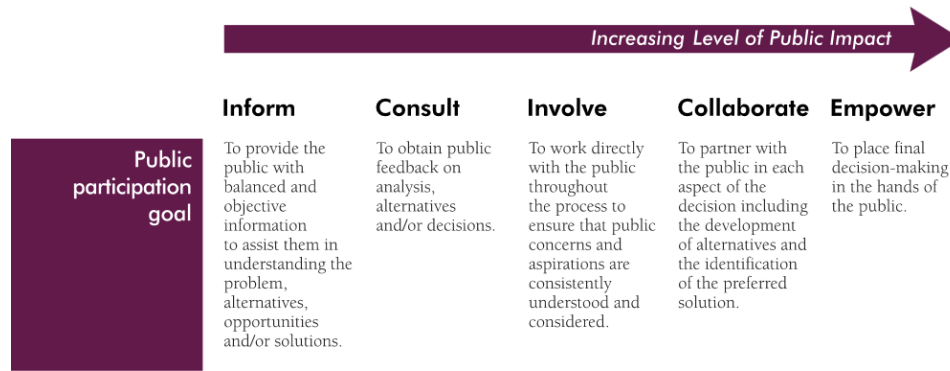 Increasing Level of Public Impact
Inform
To provide the
public with
balanced and
objective
information
to assist them in
understanding the
problem,
alternatives,
opportunities
and/or solutions.
Consult
To obtain public
feedback on
analysis,
alternatives
and/or decisions.
Involve
To work directly
with the public
throughout
the process to
ensure that public
concerns and
aspirations are
consistently
understood and
considered.
Collaborate
To partner with
the public in each
aspect of the
decision including
the development
of alternatives and
the identification
of the preferred
solution.
Empower
To place final
decision-making
in the hands of
the public.
Public
participation
goal